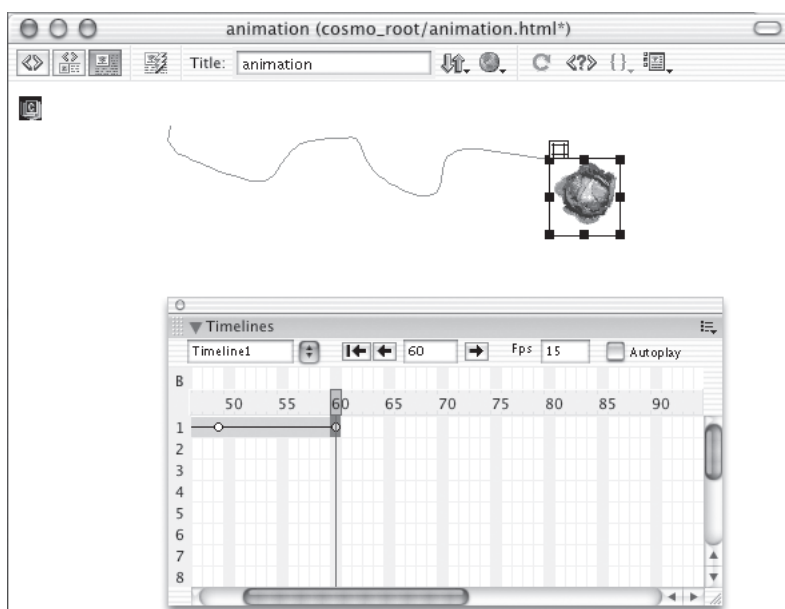 animation (cosmo_root/animation.html*)
Title: animation
Timelines
Timeline1 60 Fps 15 Autoplay
B
50 55 60 65 70 75 80 85 90
1
2
3
4
5
6
7
8